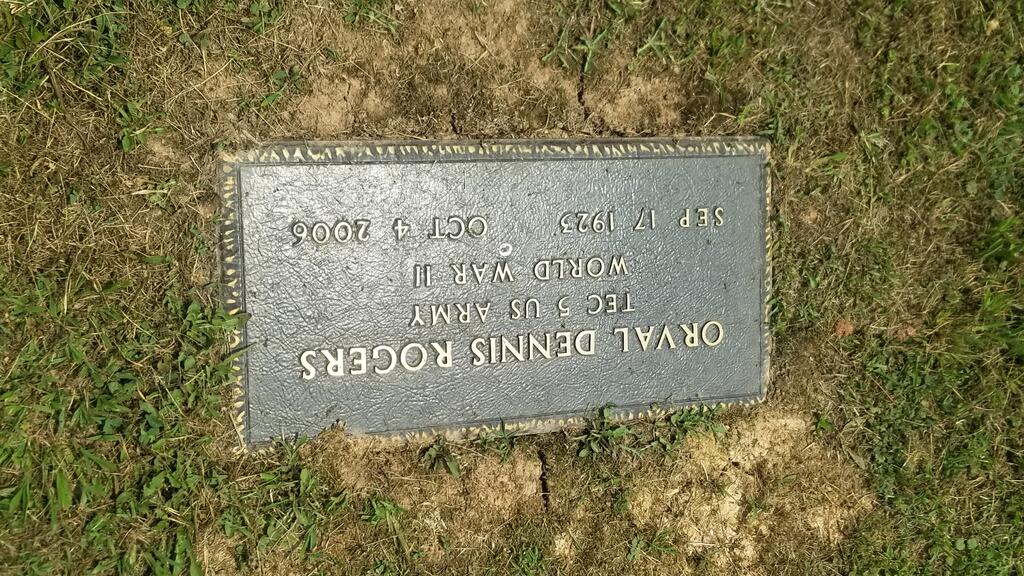 ORVAL DENNIS ROGERS
TEC 5 US ARMY
WORLD WAR II
SEP 17 1923 OCT 4 2006